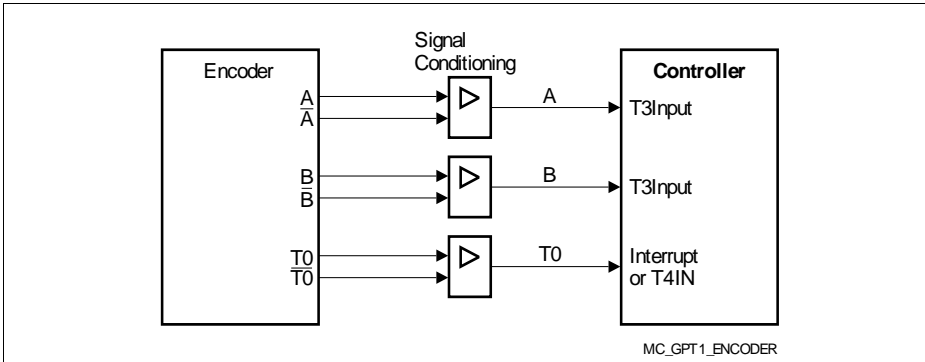 Signal
Conditioning
Encoder
Controller
A
A
A
T3Input
B
B
B
T3Input
T0
T0
T0
Interrupt
or T4IN
MC_GPT1_ENCODER